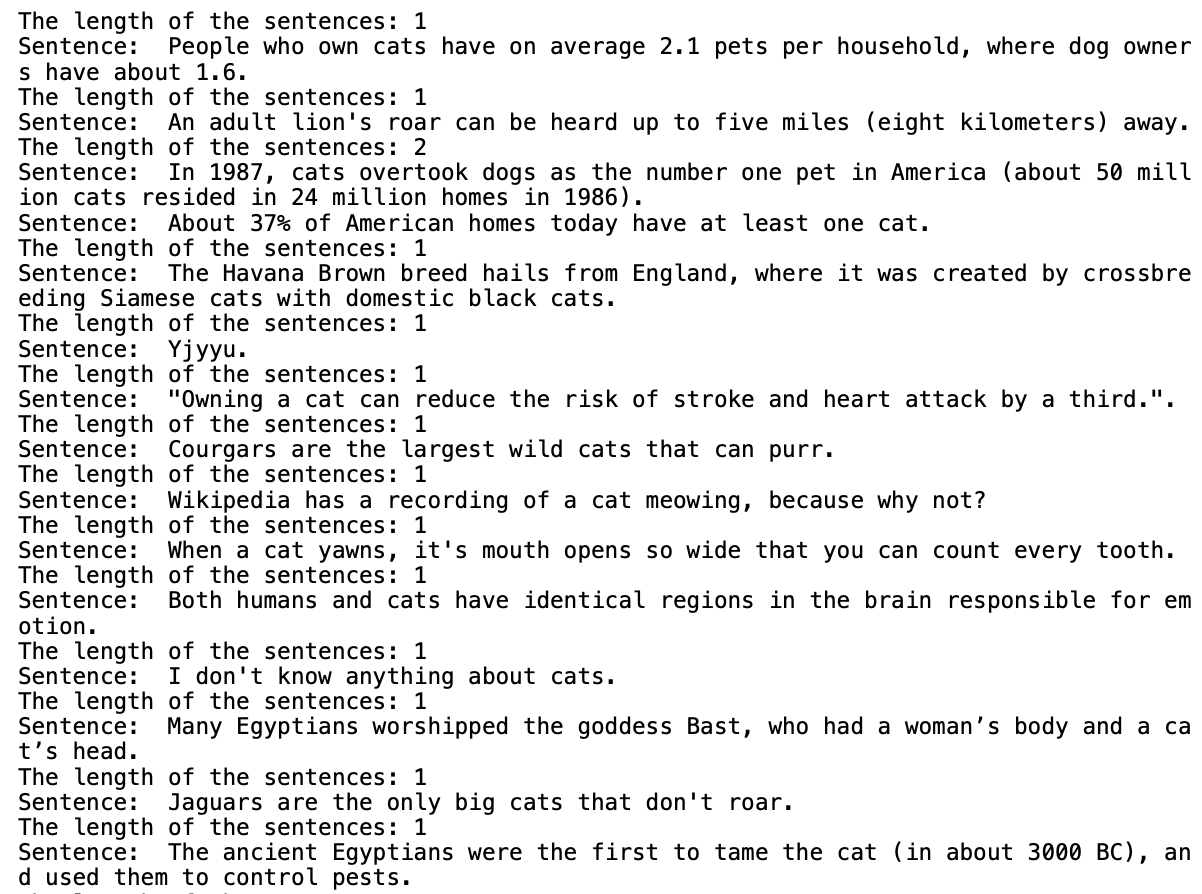 The length of the sentences: 1
Sentence:  People who own cats have on average 2.1 pets per household, where dog owner
s have about 1.6.
The length of the sentences: 1
Sentence:  An adult lion's roar can be heard up to five miles (eight kilometers) away.
The length of the sentences: 2
Sentence:  In 1987, cats overtook dogs as the number one pet in America (about 50 mill
ion cats resided in 24 million homes in 1986).
Sentence:  About 37% of American homes today have at least one cat.
The length of the sentences: 1
Sentence:  The Havana Brown breed hails from England, where it was created by crossbre
eding Siamese cats with domestic black cats.
The length of the sentences: 1
Sentence:  Yjyyu.
The length of the sentences: 1
Sentence:  "Owning a cat can reduce the risk of stroke and heart attack by a third.".
The length of the sentences: 1
Sentence:  Courgars are the largest wild cats that can purr.
The length of the sentences: 1
Sentence:  Wikipedia has a recording of a cat meowing, because why not?
The length of the sentences: 1
Sentence:  When a cat yawns, it's mouth opens so wide that you can count every tooth.
The length of the sentences: 1
Sentence:  Both humans and cats have identical regions in the brain responsible for em
otion.
The length of the sentences: 1
Sentence:  I don't know anything about cats.
The length of the sentences: 1
Sentence:  Many Egyptians worshipped the goddess Bast, who had a woman’s body and a ca
t’s head.
The length of the sentences: 1
Sentence:  Jaguars are the only big cats that don't roar.
The length of the sentences: 1
Sentence:  The ancient Egyptians were the first to tame the cat (in about 3000 BC), an
d used them to control pests.